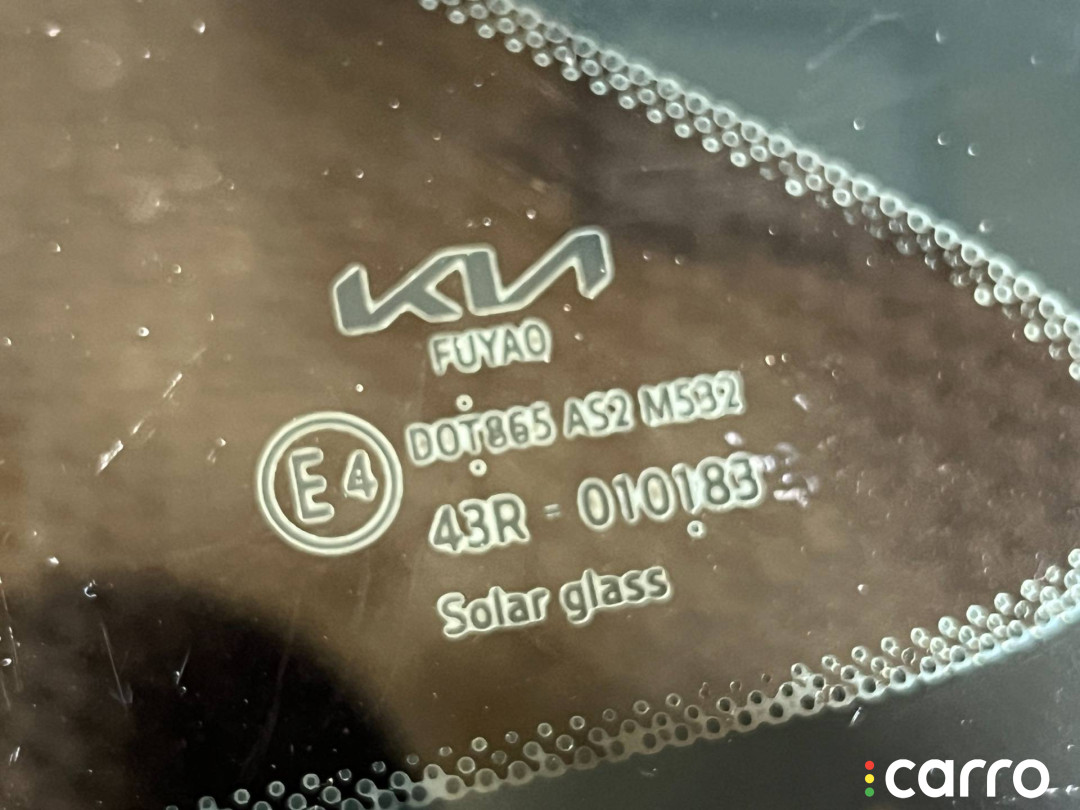 KIA
FUYAO
DOT865 AS2 M532
E4
43R - 010183
Solar glass
carro